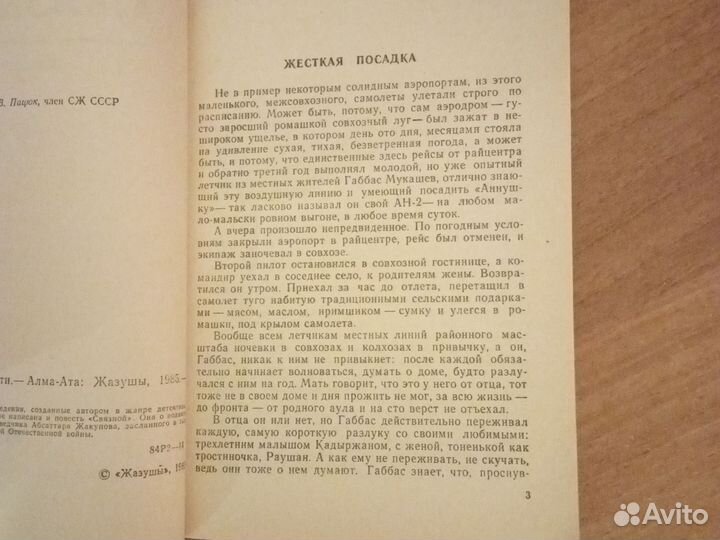 В. Пацюк, член СЖ СССР
ти.— Алма-Ата: Жазушы, 1985.—
едения, созданные автором в жанре детектив
же написана и повесть «Связной». Она о подвиге
ведчика Абсаттара Жакупова, засланного в тыл
й Отечественной войны.
84Р2—
© «Жазушы», 198
ЖЕСТКАЯ ПОСАДКА
Не в пример некоторым солидным аэропортам, из этого
маленького, межсовхозного, самолеты улетали строго по
расписанию. Может быть, потому, что сам аэродром — гу-
сто заросший ромашкой совхозный луг — был зажат в не-
широком ущелье, в котором день ото дня, месяцами стояла
на удивление сухая, тихая, безветренная погода, а может
быть, и потому, что единственные здесь рейсы от райцентра
и обратно третий год выполнял молодой, но уже опытный
летчик из местных жителей Габбас Мукашев, отлично знаю-
щий эту воздушную линию и умеющий посадить «Аннуш-
ку» — так ласково называл он свой АН-2 — на любом ма-
ло-мальски ровном выгоне, в любое время суток.
А вчера произошло непредвиденное. По погодным усло-
виям закрыли аэропорт в райцентре, рейс был отменен, и
экипаж заночевал в совхозе.
Второй пилот остановился в совхозной гостинице, а ко-
мандир уехал в соседнее село, к родителям жены. Возвра-
тился он утром. Приехал за час до отлета, перетащил в
самолет туго набитую традиционными сельскими подарка-
ми — мясом, маслом, иримшиком — сумку и улегся в ро-
машки, под крылом самолета.
Вообще всем летчикам местных линий районного мас-
штаба ночевки в совхозах и колхозах в привычку, а он,
Габбас, никак к ним не привыкнет: после каждой обяза-
тельно начинает волноваться, думать о доме, будто разлу-
чался с ними на год. Мать говорит, что это у него от отца, тот
тоже не в своем доме и дня прожить не мог, за всю жизнь —
до фронта — от родного аула и на сто верст не отъехал.
В отца он или нет, но Габбас действительно переживал
каждую, самую короткую разлуку со своими любимыми:
трехлетним малышом Кадыржаном, с женой, тоненькой как
тростиночка, Раушан. А как ему не переживать, не скучать,
ведь они тоже о нем думают. Габбас знает, что, проснув-
3
Avito